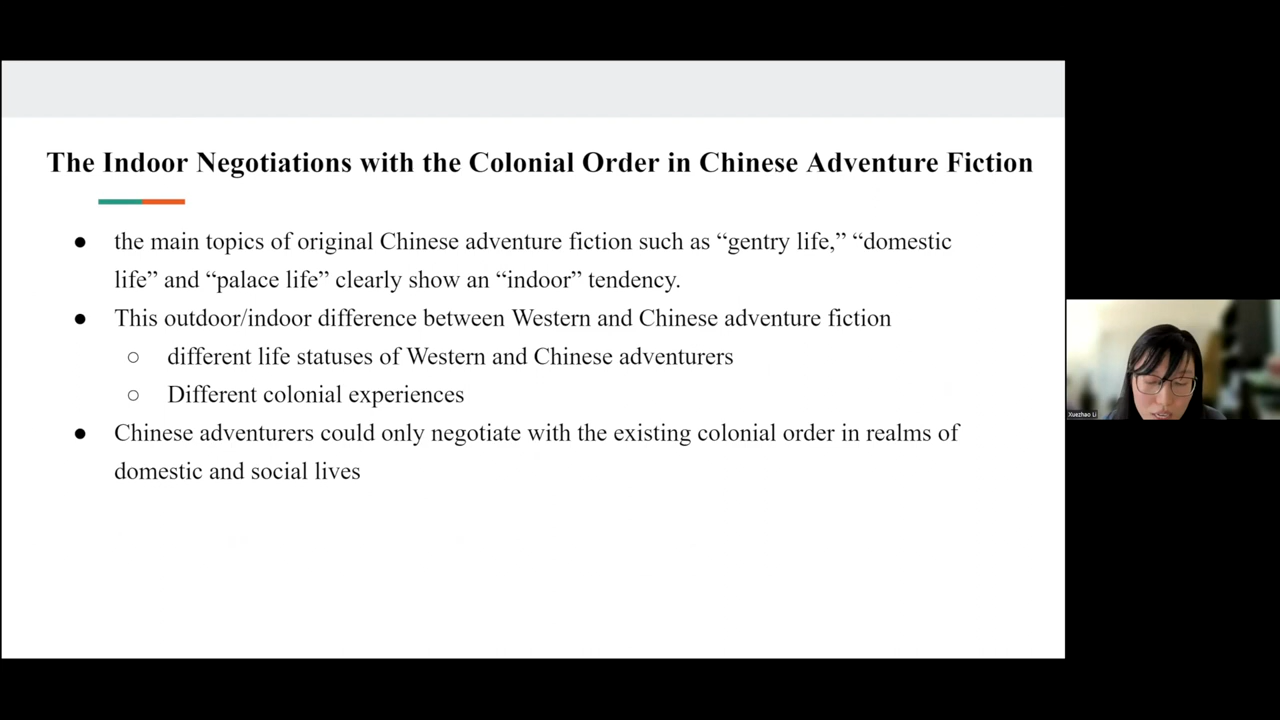 The Indoor Negotiations with the Colonial Order in Chinese Adventure Fiction
● the main topics of original Chinese adventure fiction such as “gentry life,” “domestic
life” and “palace life” clearly show an “indoor” tendency.
● This outdoor/indoor difference between Western and Chinese adventure fiction
○ different life statuses of Western and Chinese adventurers
○ Different colonial experiences
● Chinese adventurers could only negotiate with the existing colonial order in realms of
domestic and social lives
Xuezhao Li